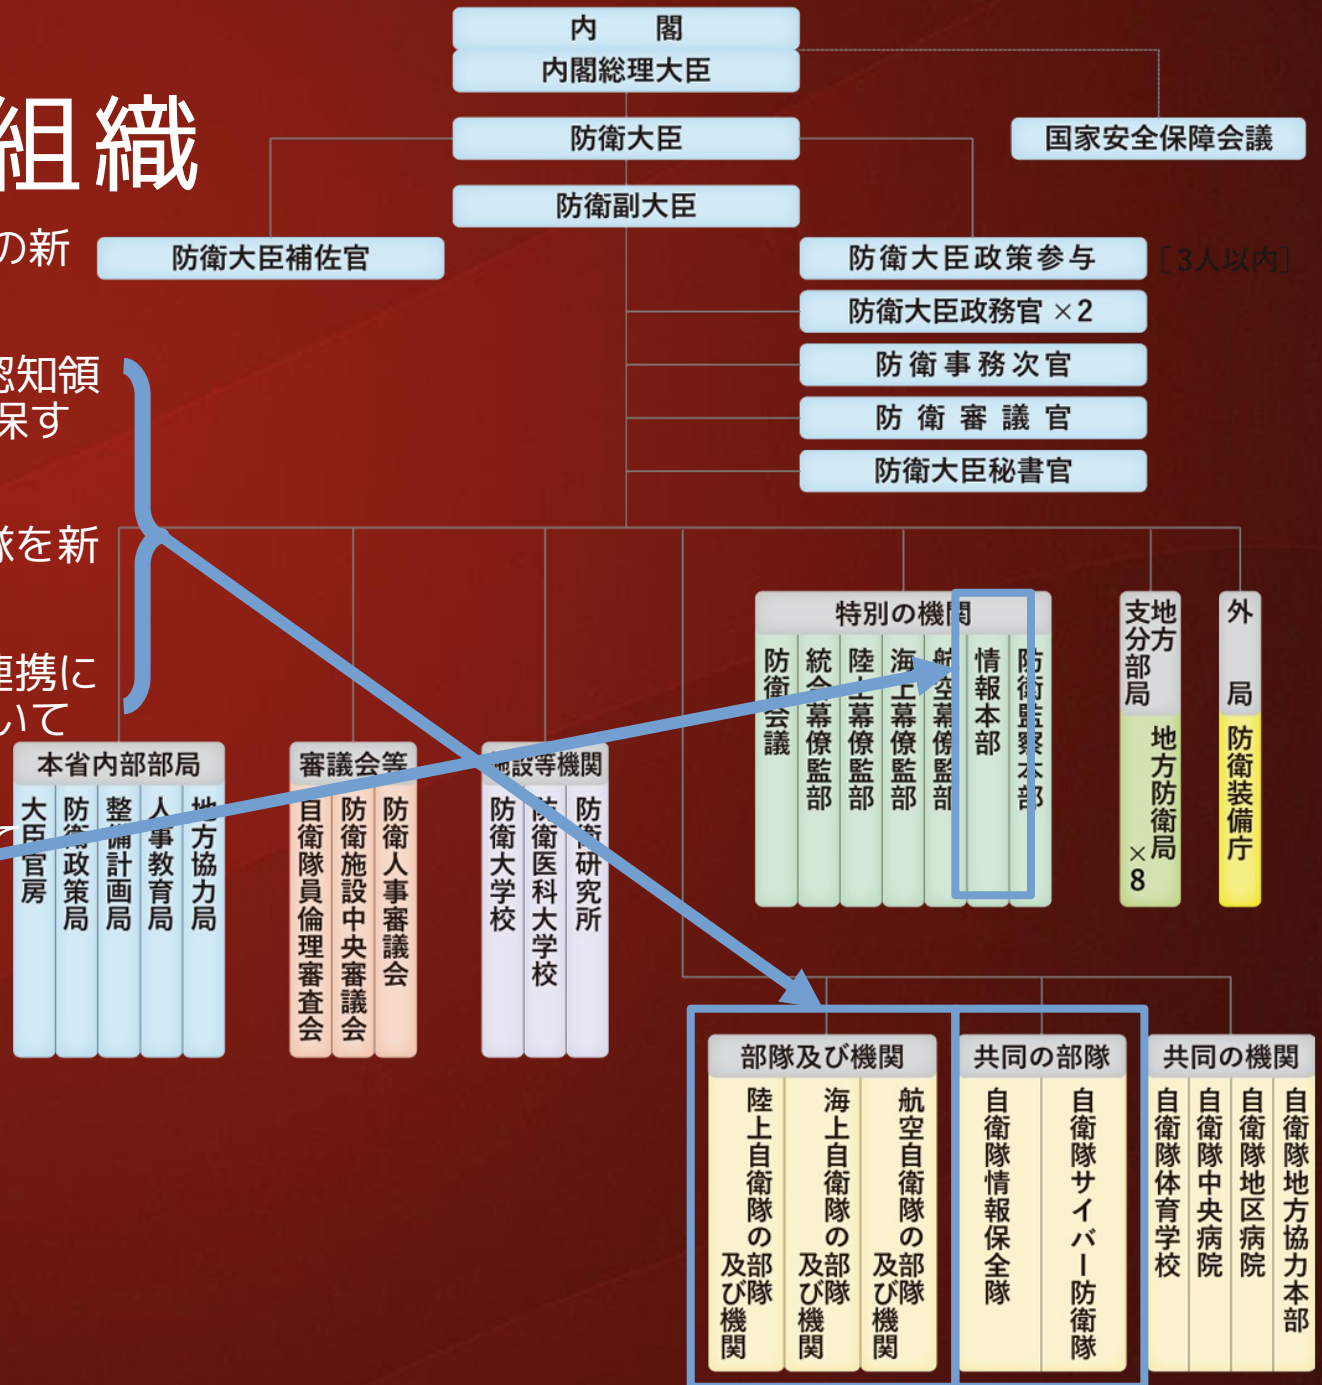 組織
の新
認知領
保す
隊を新
連携に
いて
て
内　閣
内閣総理大臣
国家安全保障会議
防衛大臣
防衛副大臣
防衛大臣補佐官
防衛大臣政策参与
［3人以内］
防衛大臣政務官×2
防衛事務次官
防衛審議官
防衛大臣秘書官
本省内部部局
大臣官房
防衛政策局
整備計画局
人事教育局
地方協力局
審議会等
自衛隊員倫理審査会
防衛施設中央審議会
防衛人事審議会
施設等機関
防衛大学校
防衛医科大学校
防衛研究所
特別の機関
防衛会議
統合幕僚監部
陸上幕僚監部
海上幕僚監部
航空幕僚監部
情報本部
防衛監察本部
地方
支分部局
地方防衛局
×8
外　局
防衛装備庁
部隊及び機関
陸上自衛隊の部隊
及び機関
海上自衛隊の部隊
及び機関
航空自衛隊の部隊
及び機関
共同の部隊
自衛隊情報保全隊
自衛隊サイバー防衛隊
共同の機関
自衛隊体育学校
自衛隊中央病院
自衛隊地区病院
自衛隊地方協力本部